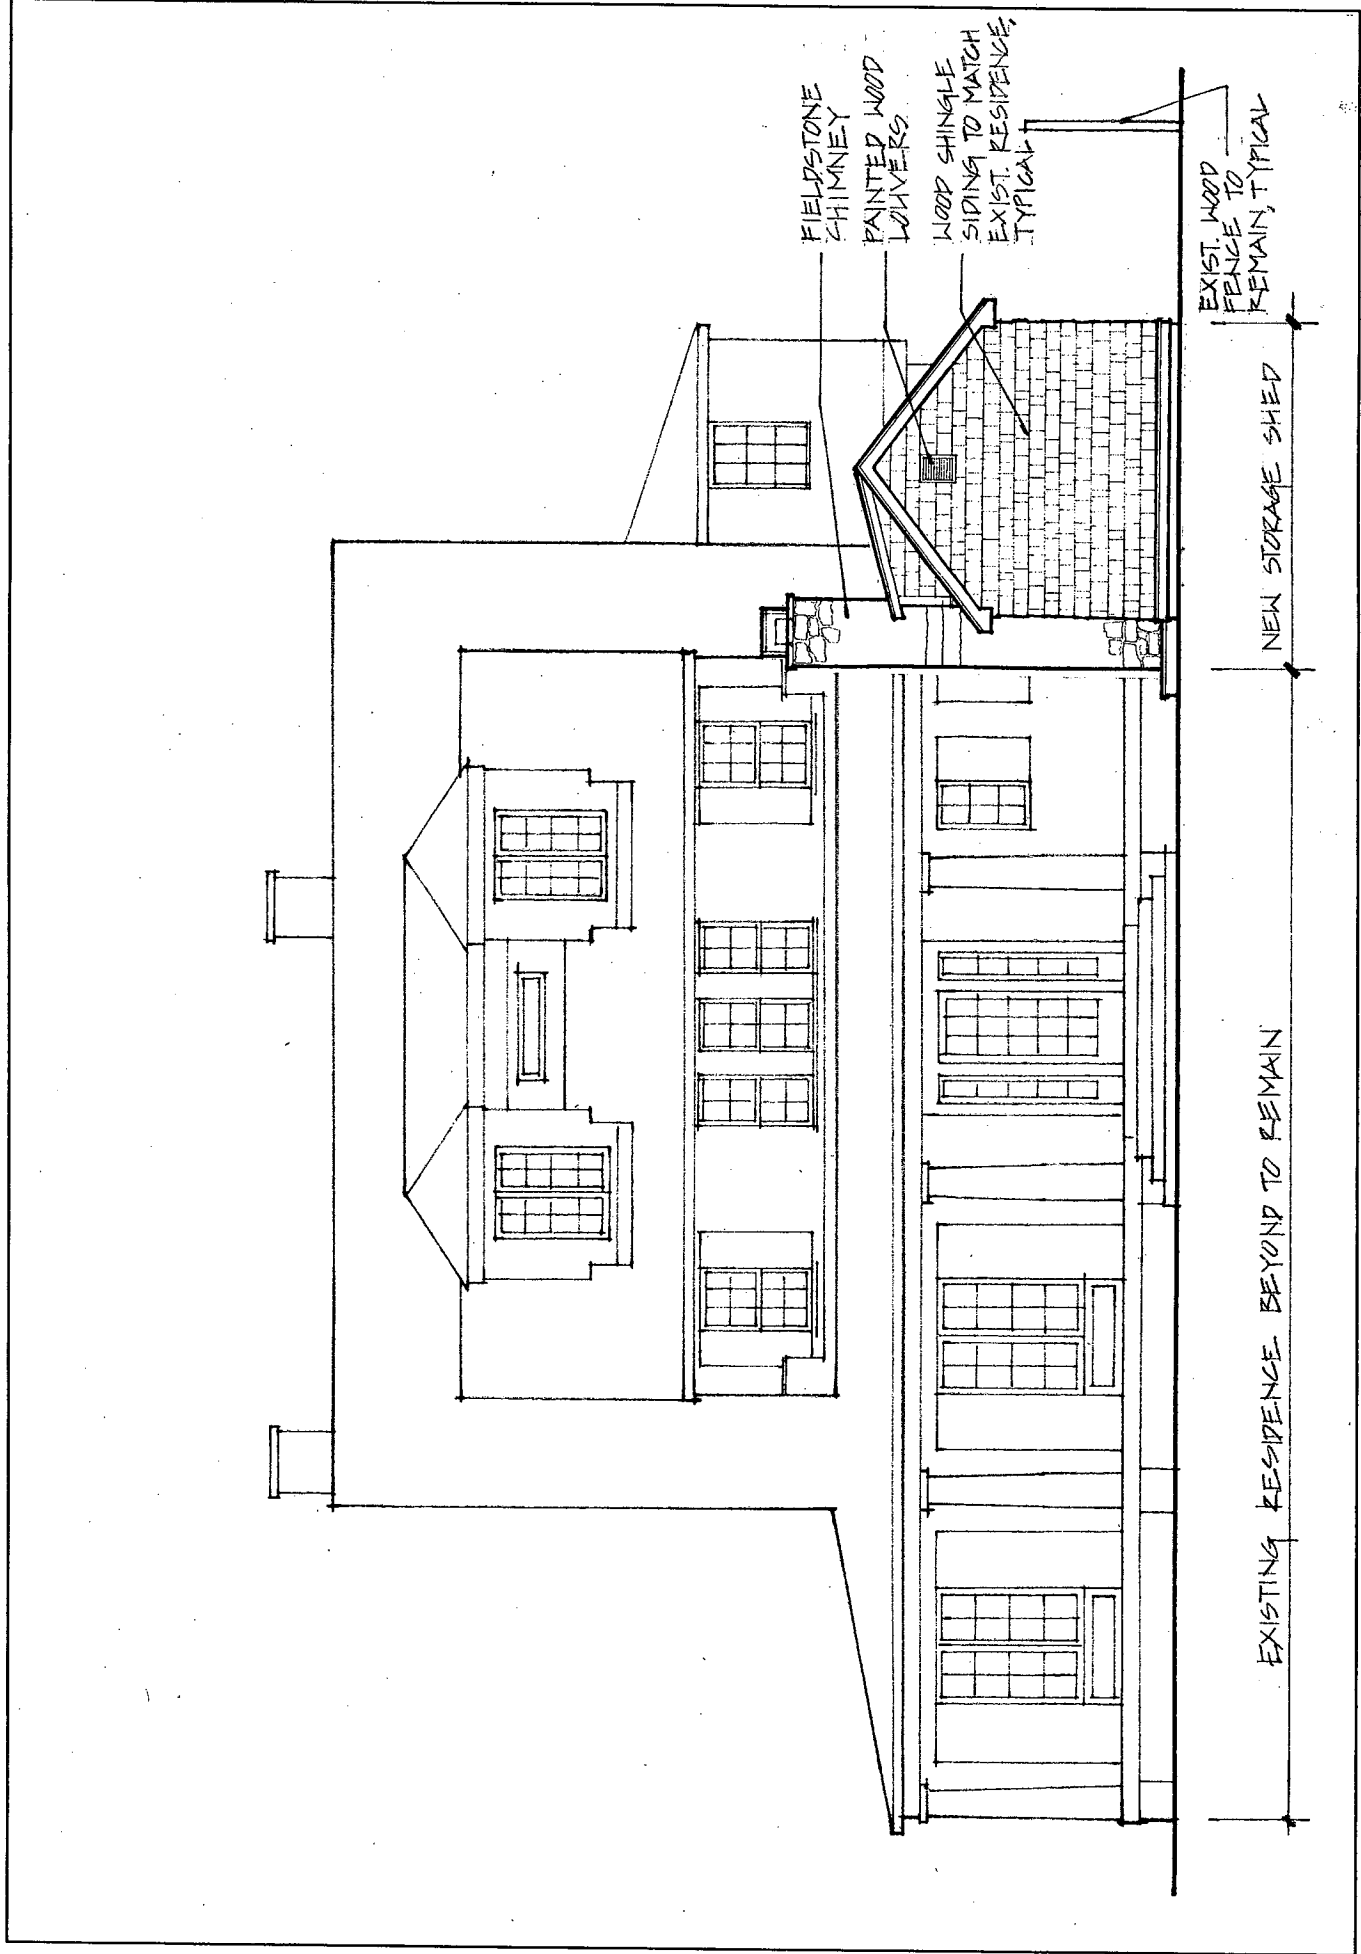 FIELDSTONE
CHIMNEY
PAINTED WOOD
LOUVERS
WOOD SHINGLE
SIDING TO MATCH
EXIST. RESIDENCE,
TYPICAL
EXIST. WOOD
FENCE TO
REMAIN, TYPICAL
EXISTING RESIDENCE BEYOND TO REMAIN
NEW STORAGE SHED